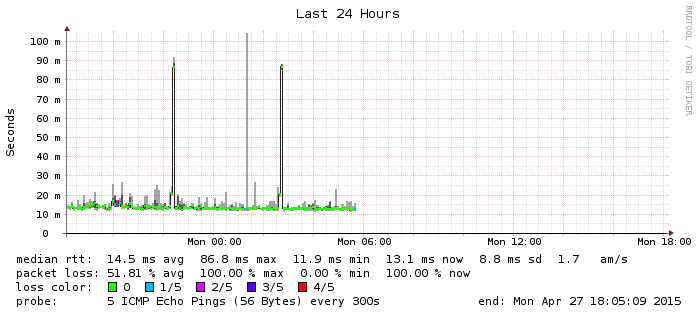 Last 24 Hours
RRDTOOL / TOBI OETIKER
Seconds
100 m
90 m
80 m
70 m
60 m
50 m
40 m
30 m
20 m
10 m
0
Mon 00:00 Mon 06:00 Mon 12:00 Mon 18:00
median rtt: 14.5 ms avg 86.8 ms max 11.9 ms min 13.1 ms now 8.8 ms sd 1.7 am/s
packet loss: 51.81 % avg 100.00 % max 0.00 % min 100.00 % now
loss color: 0 1/5 2/5 3/5 4/5
probe: 5 ICMP Echo Pings (56 Bytes) every 300s end: Mon Apr 27 18:05:09 2015